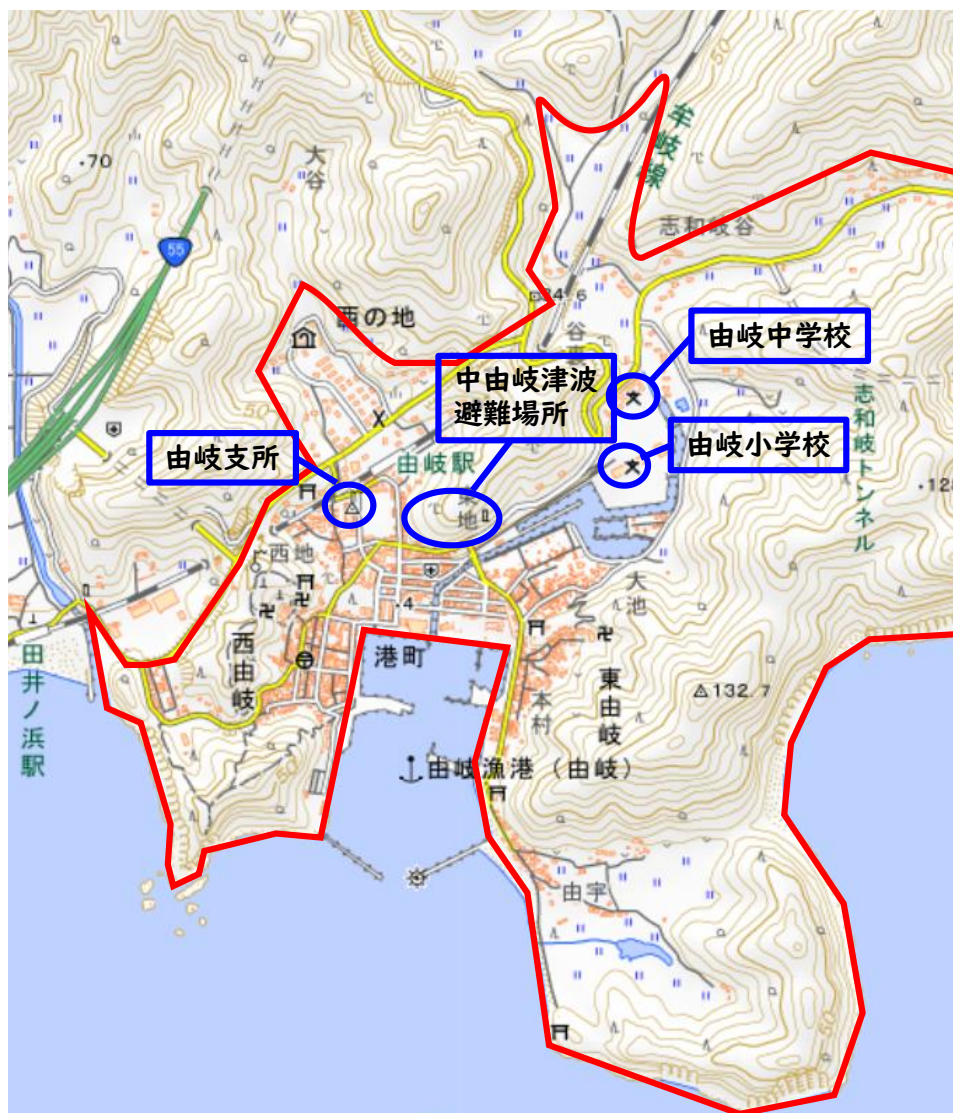 牟岐線
50
大谷
・70
志和岐谷
55
西の地
由岐中学校
中由岐津波
避難場所
由岐小学校
由岐支所
由岐駅
志和岐トンネル
50
西地
大池
・4
西由岐
港町
東由岐
本村
△132.7
田井ノ浜駅
由岐漁港（由岐）
50
由宇
50